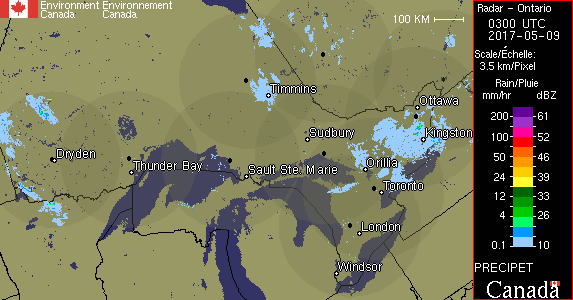 Environment Environnement
Canada Canada
100 KM
Timmins
Ottawa
Sudbury
Kingston
Dryden
Thunder Bay
Sault Ste. Marie
Orillia
Toronto
London
Windsor
Radar - Ontario
0300 UTC
2017-05-09
Scale/Échelle:
3.5 km/Pixel
Rain/Pluie
mm/hr dBZ
200 61
100 52
50 46
24 39
12 33
4 26
0.1 10
PRECIPET
Canada